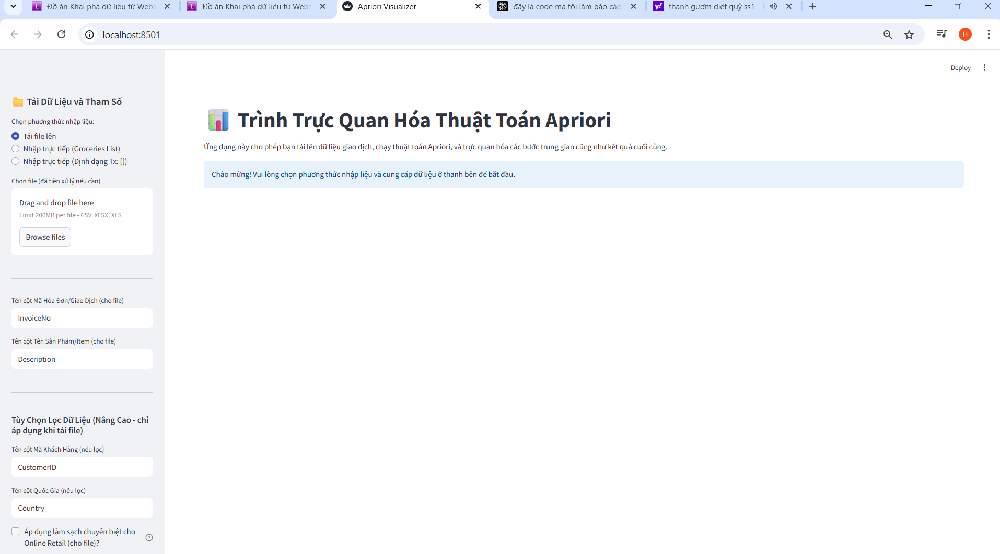 Đồ án Khai phá dữ liệu từ Webs
Đồ án Khai phá dữ liệu từ Webs
Apriori Visualizer
đây là code mà tôi làm báo cáo
thanh gươm diệt quỷ ss1 -
localhost:8501
H
Deploy
Tải Dữ Liệu và Tham Số
Chọn phương thức nhập liệu:
Tải file lên
Nhập trực tiếp (Groceries List)
Nhập trực tiếp (Định dạng Tx: [])
Chọn file (đã tiền xử lý nếu cần)
Drag and drop file here
Limit 200MB per file • CSV, XLSX, XLS
Browse files
Tên cột Mã Hóa Đơn/Giao Dịch (cho file)
InvoiceNo
Tên cột Tên Sản Phẩm/Item (cho file)
Description
Tùy Chọn Lọc Dữ Liệu (Nâng Cao - chỉ
áp dụng khi tải file)
Tên cột Mã Khách Hàng (nếu lọc)
CustomerID
Tên cột Quốc Gia (nếu lọc)
Country
Áp dụng làm sạch chuyên biệt cho
Online Retail (cho file)?
Trình Trực Quan Hóa Thuật Toán Apriori
Ứng dụng này cho phép bạn tải lên dữ liệu giao dịch, chạy thuật toán Apriori, và trực quan hóa các bước trung gian cũng như kết quả cuối cùng.
Chào mừng! Vui lòng chọn phương thức nhập liệu và cung cấp dữ liệu ở thanh bên để bắt đầu.